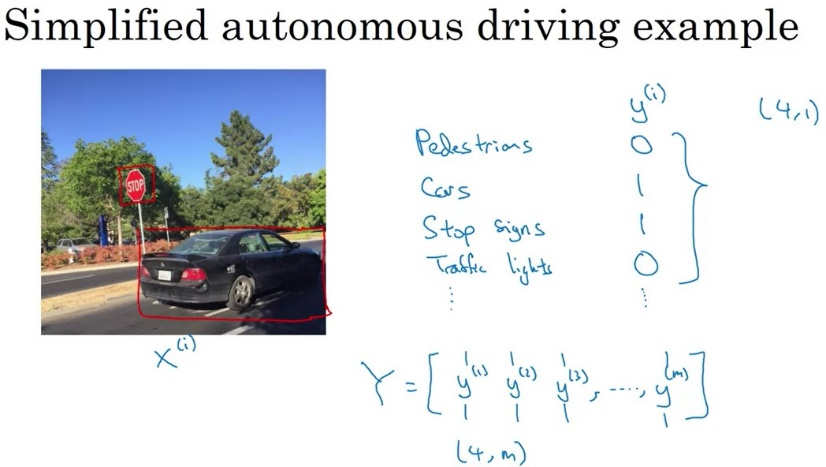 Simplified autonomous driving example
STOP
y^(i) (4,1)
Pedestrians 0
Cars 1
Stop signs 1
Traffic lights 0
⋮ ⋮
x^(i)
Y = [ y^(1) y^(2) y^(3), ...., y^(m) ]
(4,m)